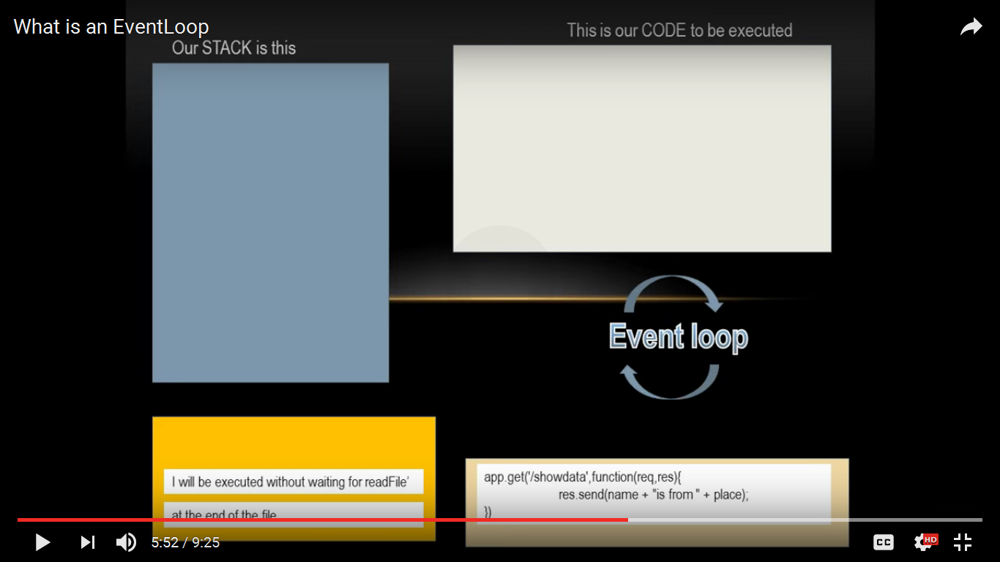 What is an EventLoop
This is our CODE to be executed
Our STACK is this
Event loop
I will be executed without waiting for readFile'
at the end of the file
app.get('/showdata',function(req,res){
res.send(name + "is from " + place);
})
5:52 / 9:25
CC
HD